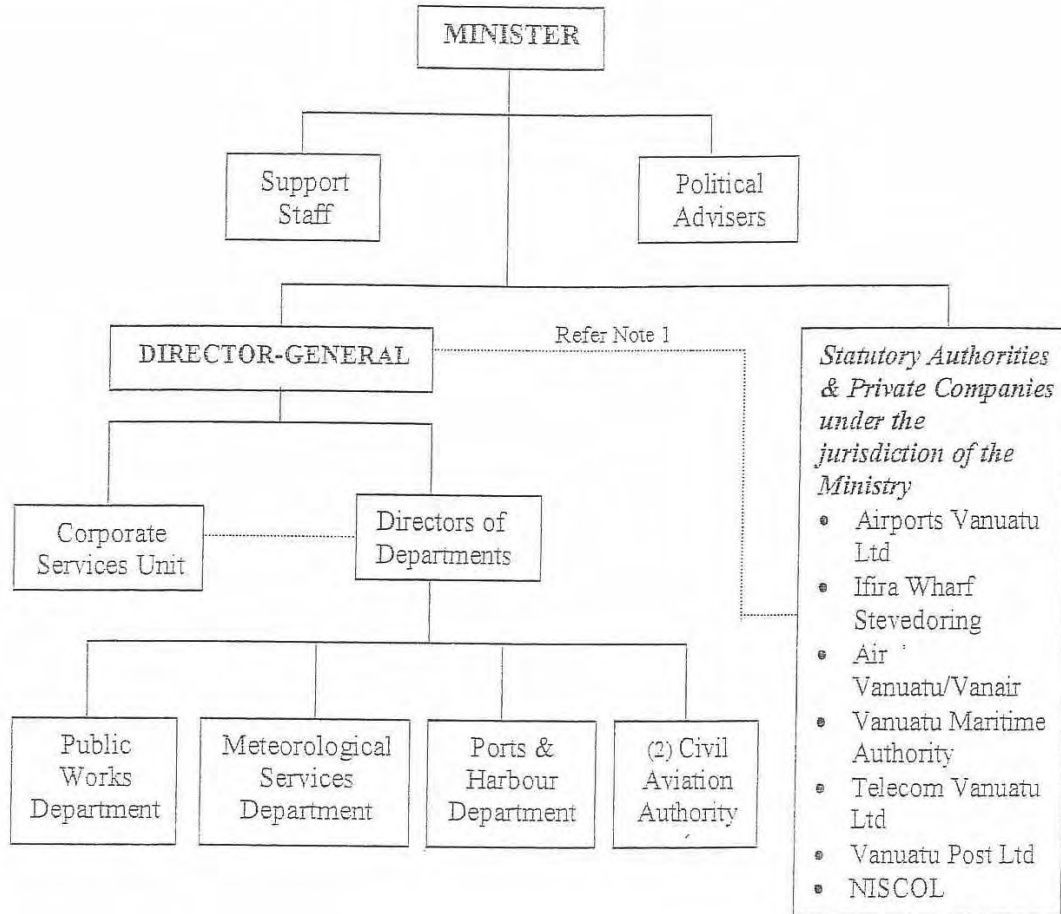 MINISTER
Support
Staff
Political
Advisers
DIRECTOR-GENERAL
Refer Note 1
Statutory Authorities
& Private Companies
under the
jurisdiction of the
Ministry
• Airports Vanuatu
Ltd
• Ifira Wharf
Stevedoring
• Air
Vanuatu/Vanair
• Vanuatu Maritime
Authority
• Telecom Vanuatu
Ltd
• Vanuatu Post Ltd
• NISCOL
Corporate
Services Unit
Directors of
Departments
Public
Works
Department
Meteorological
Services
Department
Ports &
Harbour
Department
(2) Civil
Aviation
Authority